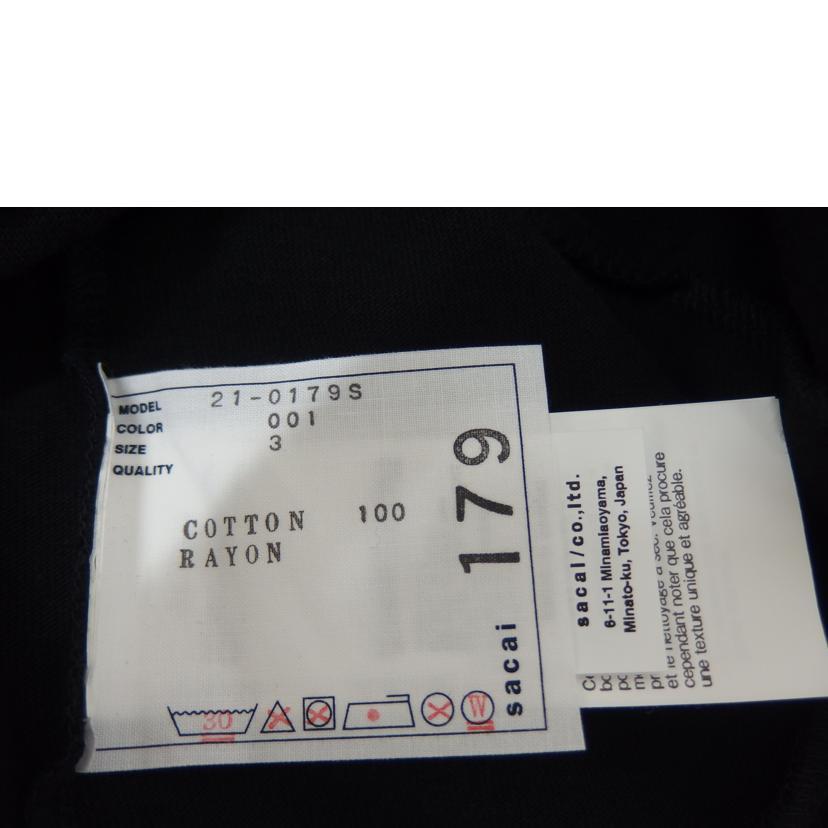 MODEL 21-0179S
COLOR 001
SIZE 3
QUALITY
COTTON 100
RAYON
30
W
sacai 179
sacai/co.,ltd.
6-11-1 Minamiaoyama,
Minato-ku, Tokyo, Japan
et le nettoyage à sec. Veuillez
cependant noter que cela procure
une texture unique et agréable.